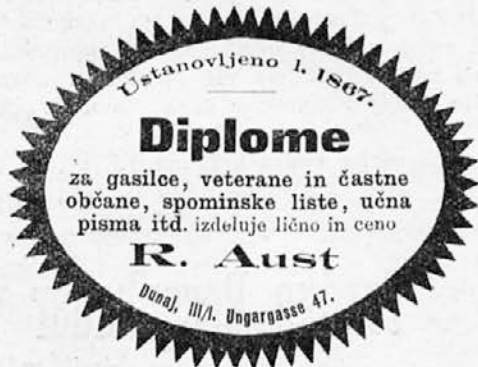 Ustanovljeno l. 1867.
Diplome
za gasilce, veterane in častne
občane, spominske liste, učna
pisma itd. izdeluje lično in ceno
R. Aust
Dunaj, III/1. Ungargasse 47.